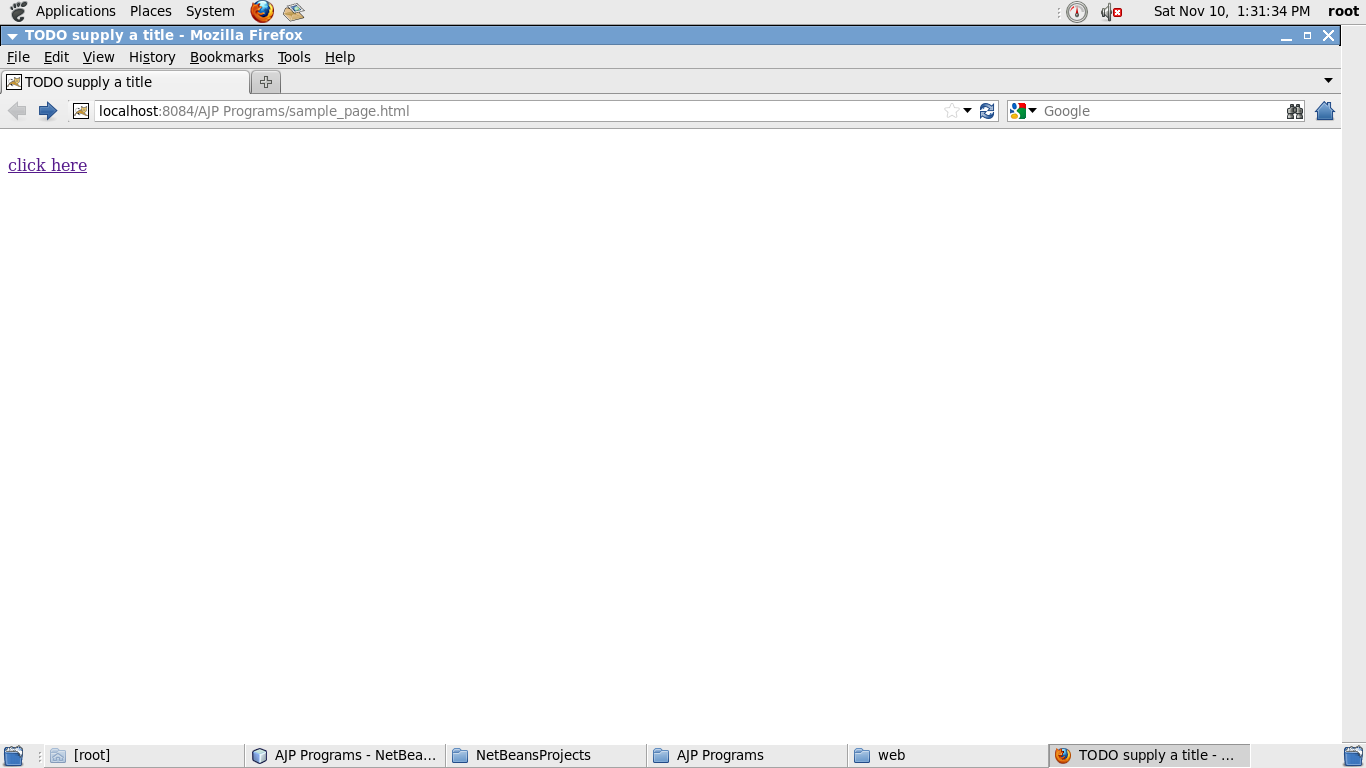 Applications Places System Sat Nov 10, 1:31:34 PM root
TODO supply a title - Mozilla Firefox
File Edit View History Bookmarks Tools Help
TODO supply a title
localhost:8084/AJP Programs/sample_page.html Google
click here
[root] AJP Programs - NetBea... NetBeansProjects AJP Programs web TODO supply a title - ...